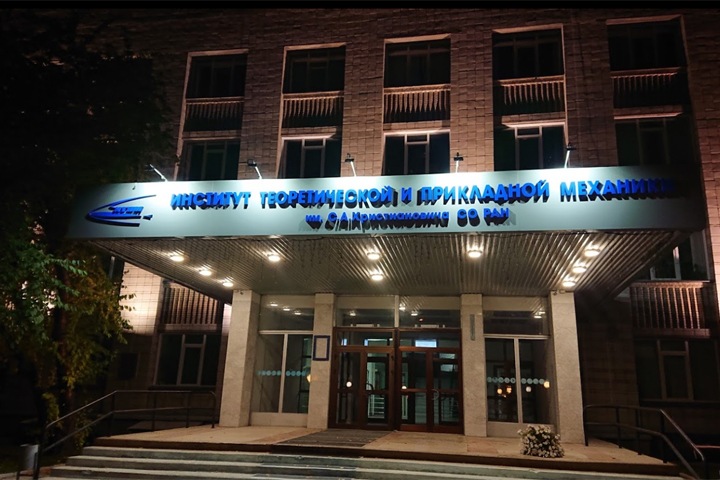 ИНСТИТУТ ТЕОРЕТИЧЕСКОЙ И ПРИКЛАДНОЙ МЕХАНИКИ
им. С.А.Христиановича СО РАН